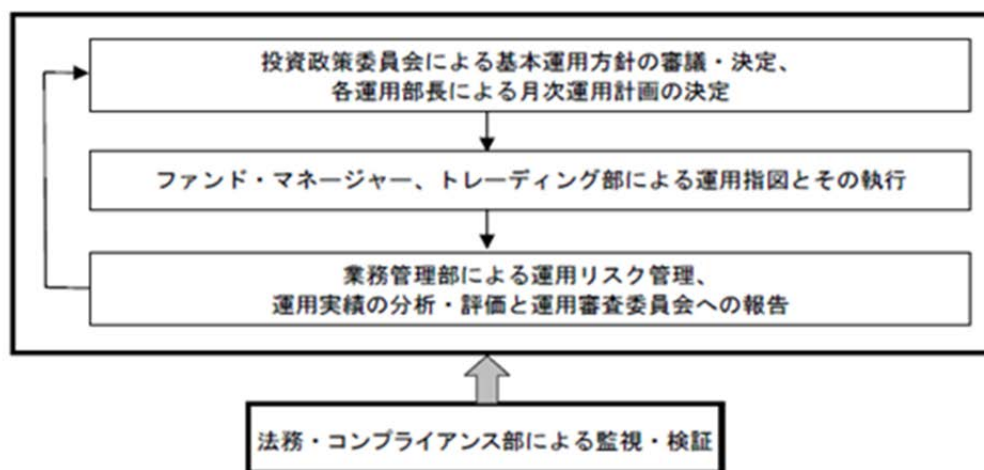 投資政策委員会による基本運用方針の審議・決定、
各運用部長による月次運用計画の決定
ファンド・マネージャー、トレーディング部による運用指図とその執行
業務管理部による運用リスク管理、
運用実績の分析・評価と運用審査委員会への報告
法務・コンプライアンス部による監視・検証